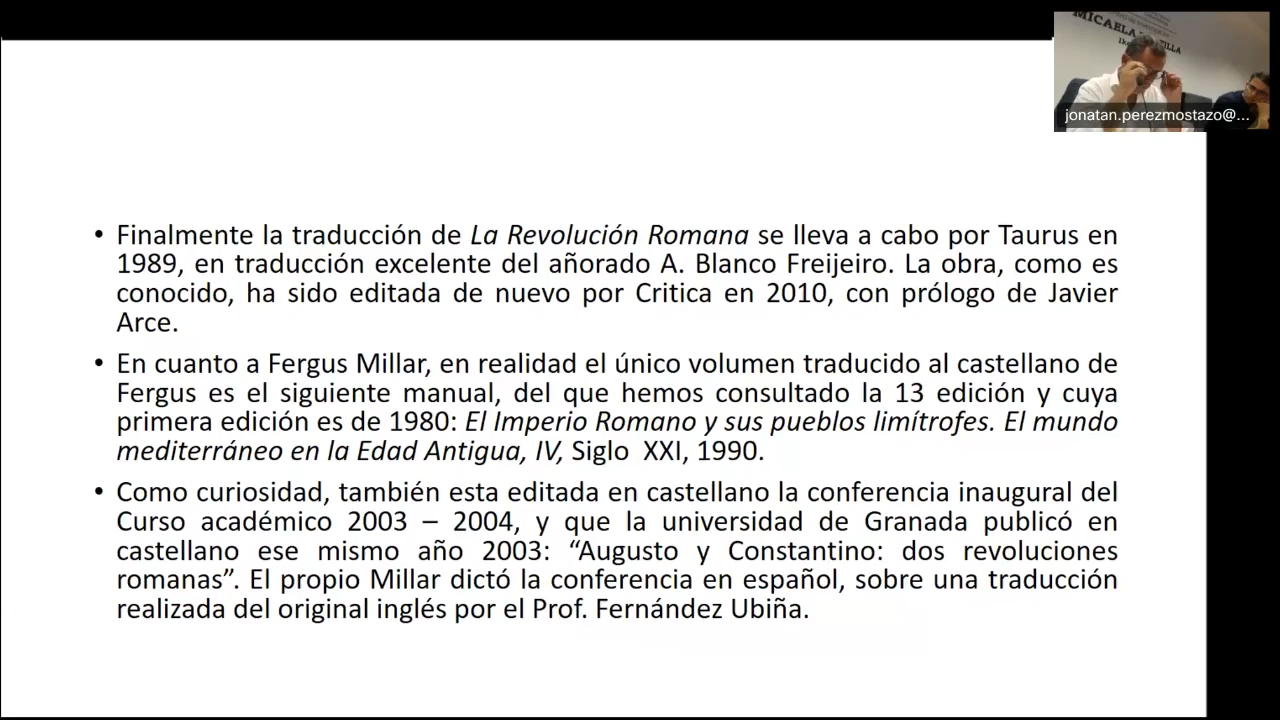 MICAELA
jonatan.perezmostazo@...
• Finalmente la traducción de La Revolución Romana se lleva a cabo por Taurus en
1989, en traducción excelente del añorado A. Blanco Freijeiro. La obra, como es
conocido, ha sido editada de nuevo por Critica en 2010, con prólogo de Javier
Arce.
• En cuanto a Fergus Millar, en realidad el único volumen traducido al castellano de
Fergus es el siguiente manual, del que hemos consultado la 13 edición y cuya
primera edición es de 1980: El Imperio Romano y sus pueblos limítrofes. El mundo
mediterráneo en la Edad Antigua, IV, Siglo XXI, 1990.
• Como curiosidad, también esta editada en castellano la conferencia inaugural del
Curso académico 2003 – 2004, y que la universidad de Granada publicó en
castellano ese mismo año 2003: “Augusto y Constantino: dos revoluciones
romanas”. El propio Millar dictó la conferencia en español, sobre una traducción
realizada del original inglés por el Prof. Fernández Ubiña.